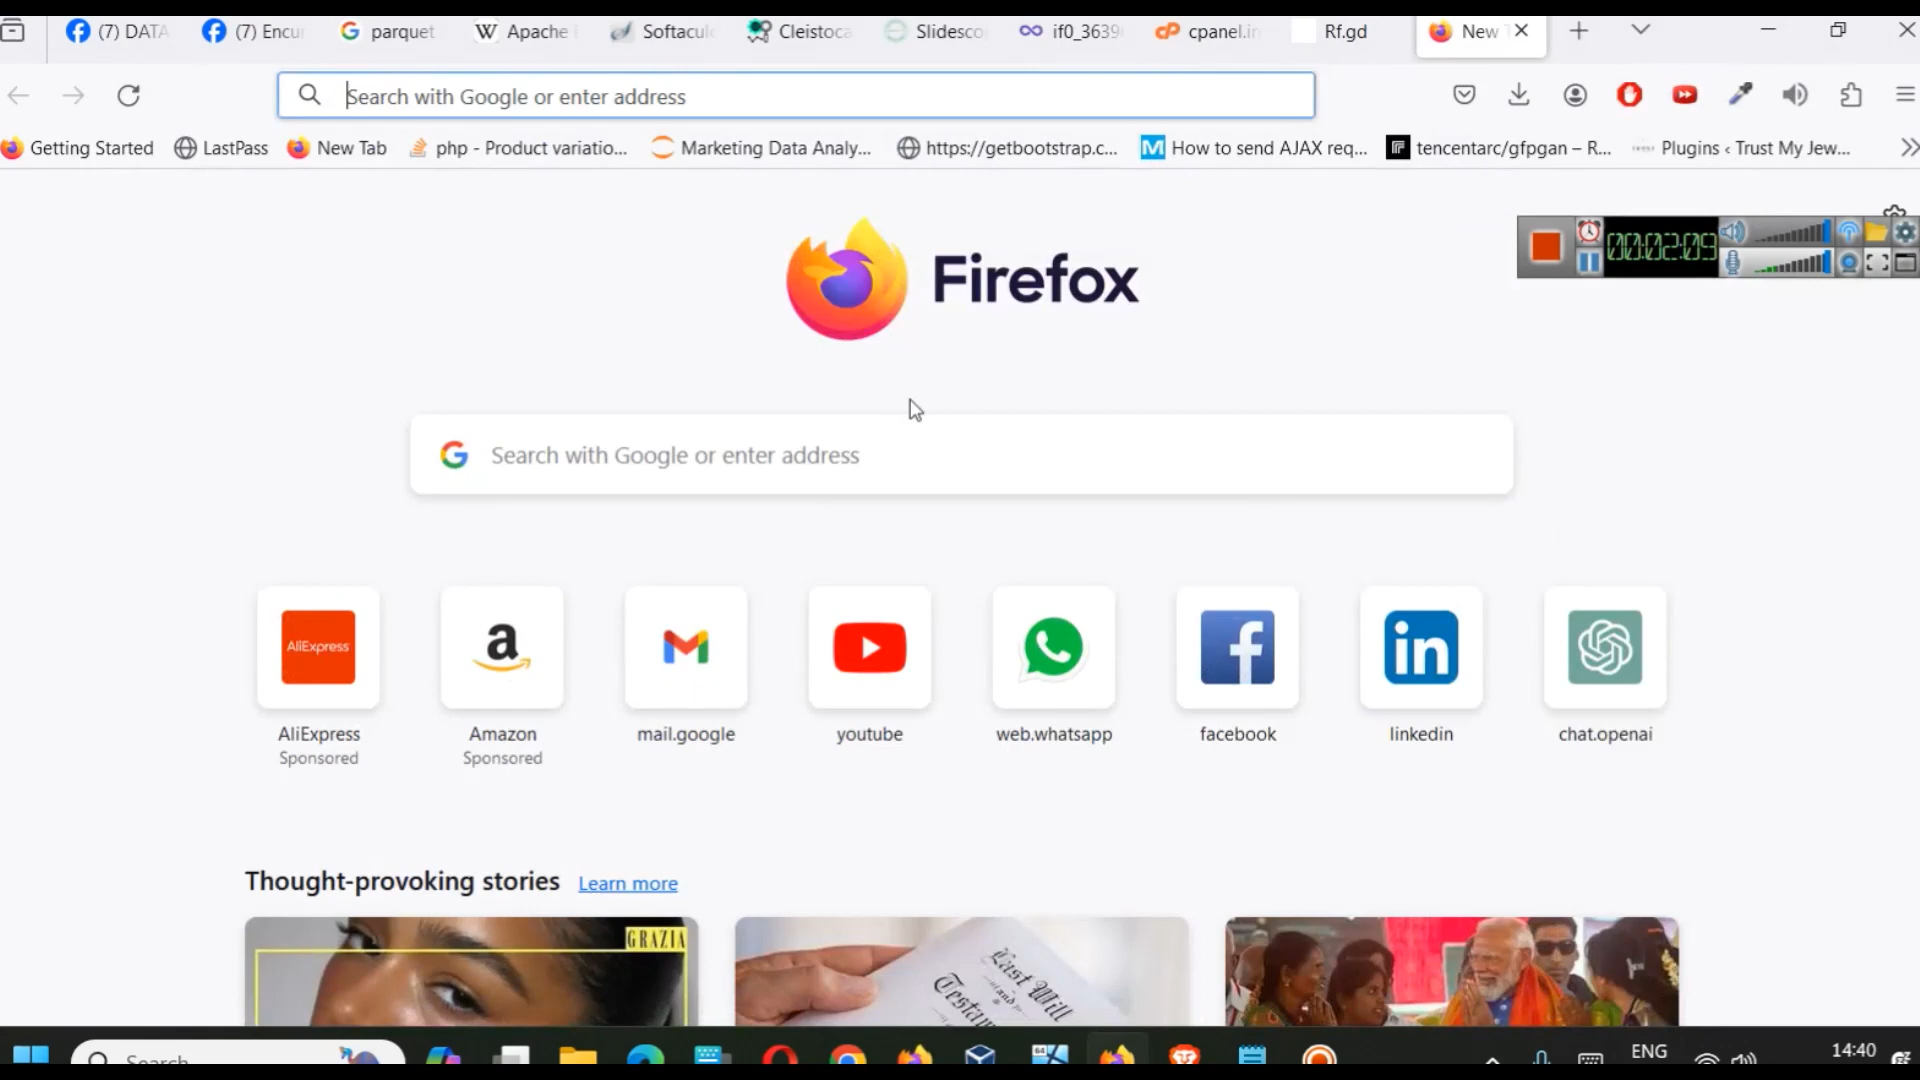 (7) DATA (7) Encur parquet Apache Softacul Cleistoca Slidesco if0_3639 cpanel.in Rf.gd New T
Search with Google or enter address
Getting Started LastPass New Tab php - Product variatio... Marketing Data Analy... https://getbootstrap.c... How to send AJAX req... tencentarc/gfpgan – R... Plugins ‹ Trust My Jew...
Firefox
00:02:09
Search with Google or enter address
AliExpress
AliExpress Amazon mail.google youtube web.whatsapp facebook linkedin chat.openai
Sponsored Sponsored
Thought-provoking stories Learn more
GRAZIA
Last Will
and
Search
ENG
14:40